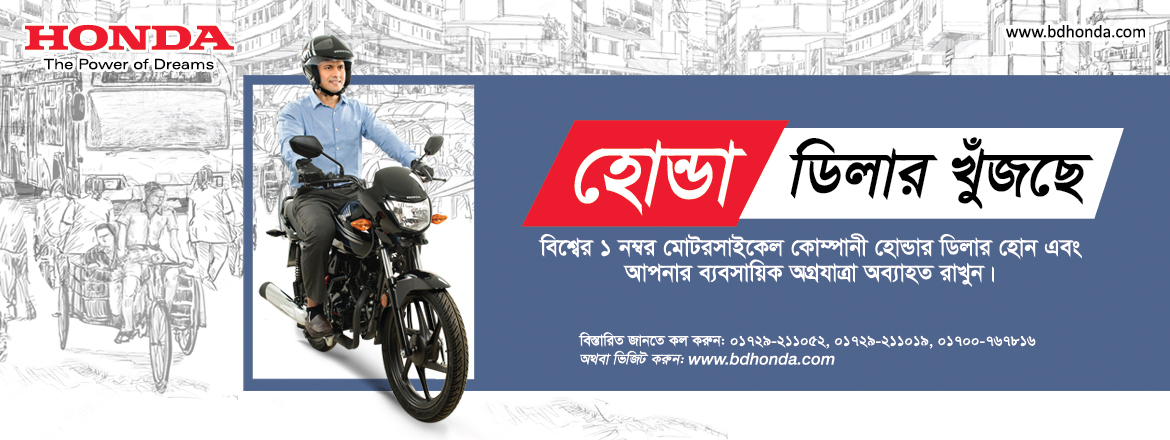 HONDA
The Power of Dreams
www.bdhonda.com
হোন্ডা ডিলার খুঁজছে
বিশ্বের ১ নম্বর মোটরসাইকেল কোম্পানী হোন্ডার ডিলার হোন এবং
আপনার ব্যবসায়িক অগ্রযাত্রা অব্যাহত রাখুন।
বিস্তারিত জানতে কল করুন: ০১৭২৯-২১১০৫২, ০১৭২৯-২১১০১৯, ০১৭০০-৭৬৭৮১৬
অথবা ভিজিট করুন: www.bdhonda.com